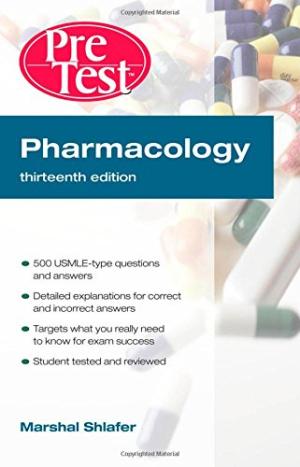 Pre
Test™
Pharmacology
thirteenth edition
500 USMLE-type questions
and answers
Detailed explanations for correct
and incorrect answers
Targets what you really need
to know for exam success
Student tested and reviewed
Marshal Shlafer